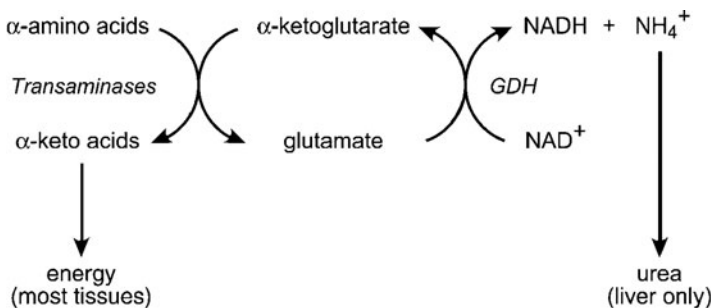 α-amino acids α-ketoglutarate NADH + NH₄⁺
Transaminases GDH
α-keto acids glutamate NAD⁺
energy urea
(most tissues) (liver only)